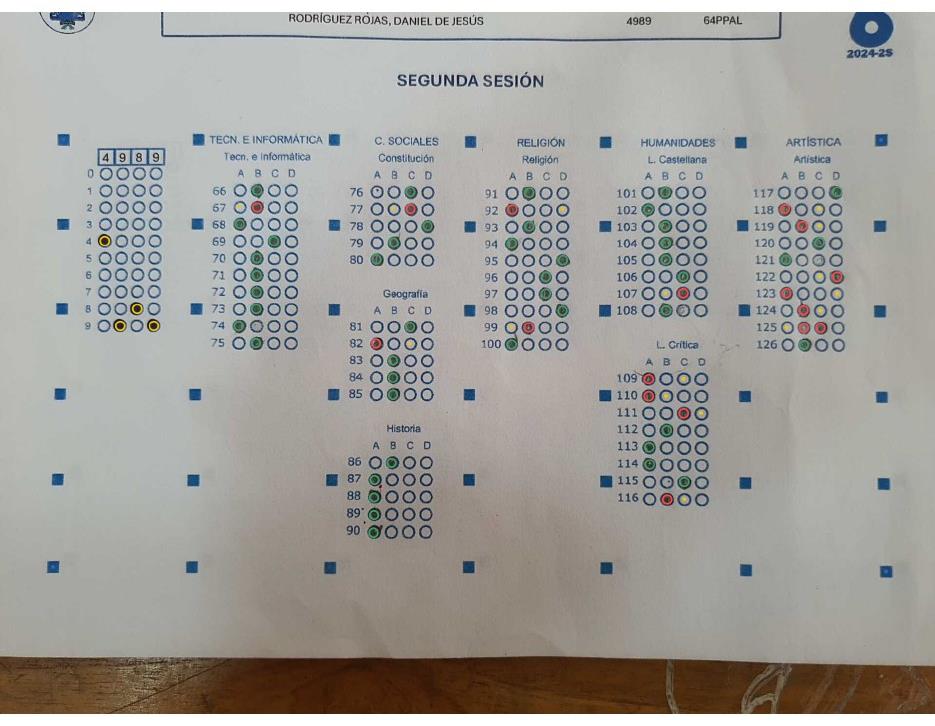 RODRÍGUEZ ROJAS, DANIEL DE JESÚS 4989 64PPAL
2024-2S
SEGUNDA SESIÓN
4 9 8 9
0
1
2
3
4
5
6
7
8
9
TECN. E INFORMÁTICA
Tecn. e Informática
A B C D
66
67
68
69
70
71
72
73
74
75
C. SOCIALES
Constitución
A B C D
76
77
78
79
80
Geografía
A B C D
81
82
83
84
85
Historia
A B C D
86
87
88
89
90
RELIGIÓN
Religión
A B C D
91
92
93
94
95
96
97
98
99
100
HUMANIDADES
L. Castellana
A B C D
101
102
103
104
105
106
107
108
L. Crítica
A B C D
109
110
111
112
113
114
115
116
ARTÍSTICA
Artística
A B C D
117
118
119
120
121
122
123
124
125
126